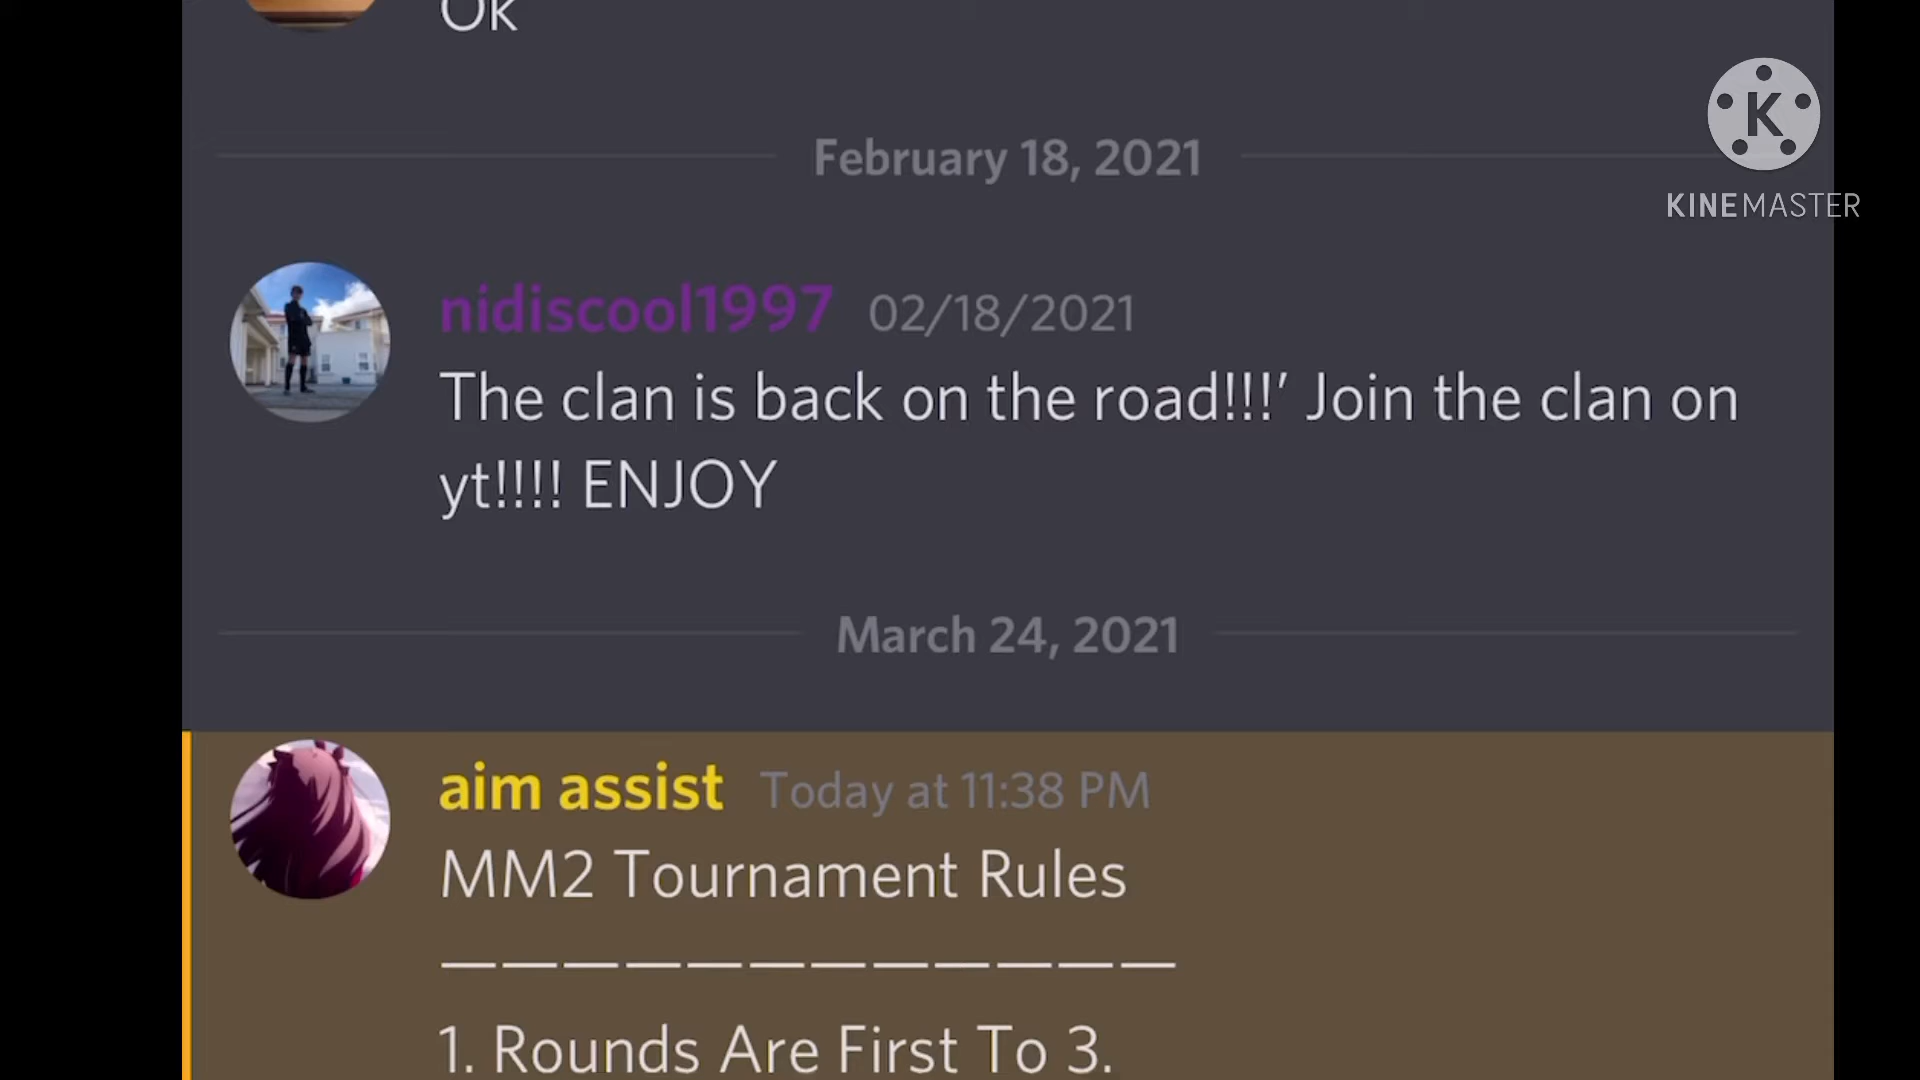 Ok
February 18, 2021
K
KINEMASTER
nidiscool1997 02/18/2021
The clan is back on the road!!!’ Join the clan on
yt!!!! ENJOY
March 24, 2021
aim assist Today at 11:38 PM
MM2 Tournament Rules
————————————
1. Rounds Are First To 3.